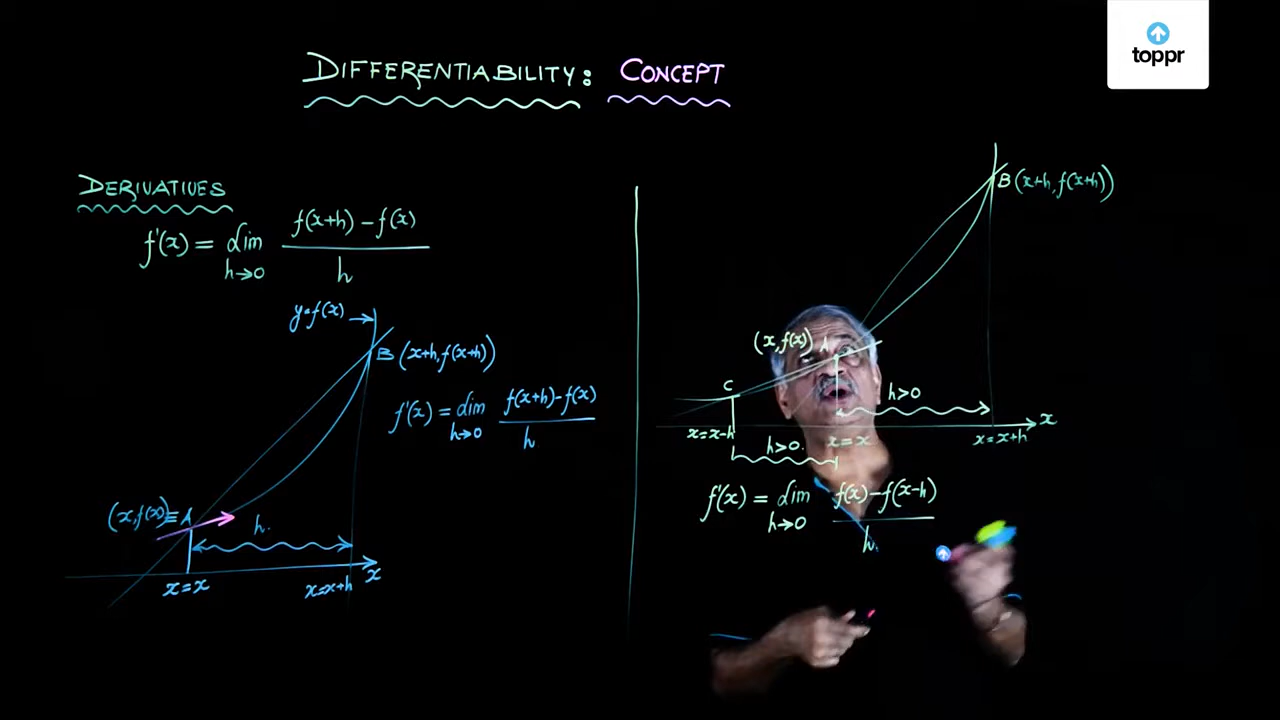 toppr
DIFFERENTIABILITY: CONCEPT
DERIVATIVES
f'(x) = lim h→0 f(x+h) – f(x) / h
y=f(x)
B (x+h, f(x+h))
f'(x) = lim h→0 f(x+h) – f(x) / h
(x, f(x)) ≡ A
h.
x=x
x=x+h
x
B (x+h, f(x+h))
(x, f(x)) A
C
h>0
x
x=x-h
h>0.
x=x
x=x+h
f'(x) = lim h→0 f(x) – f(x-h) / h.